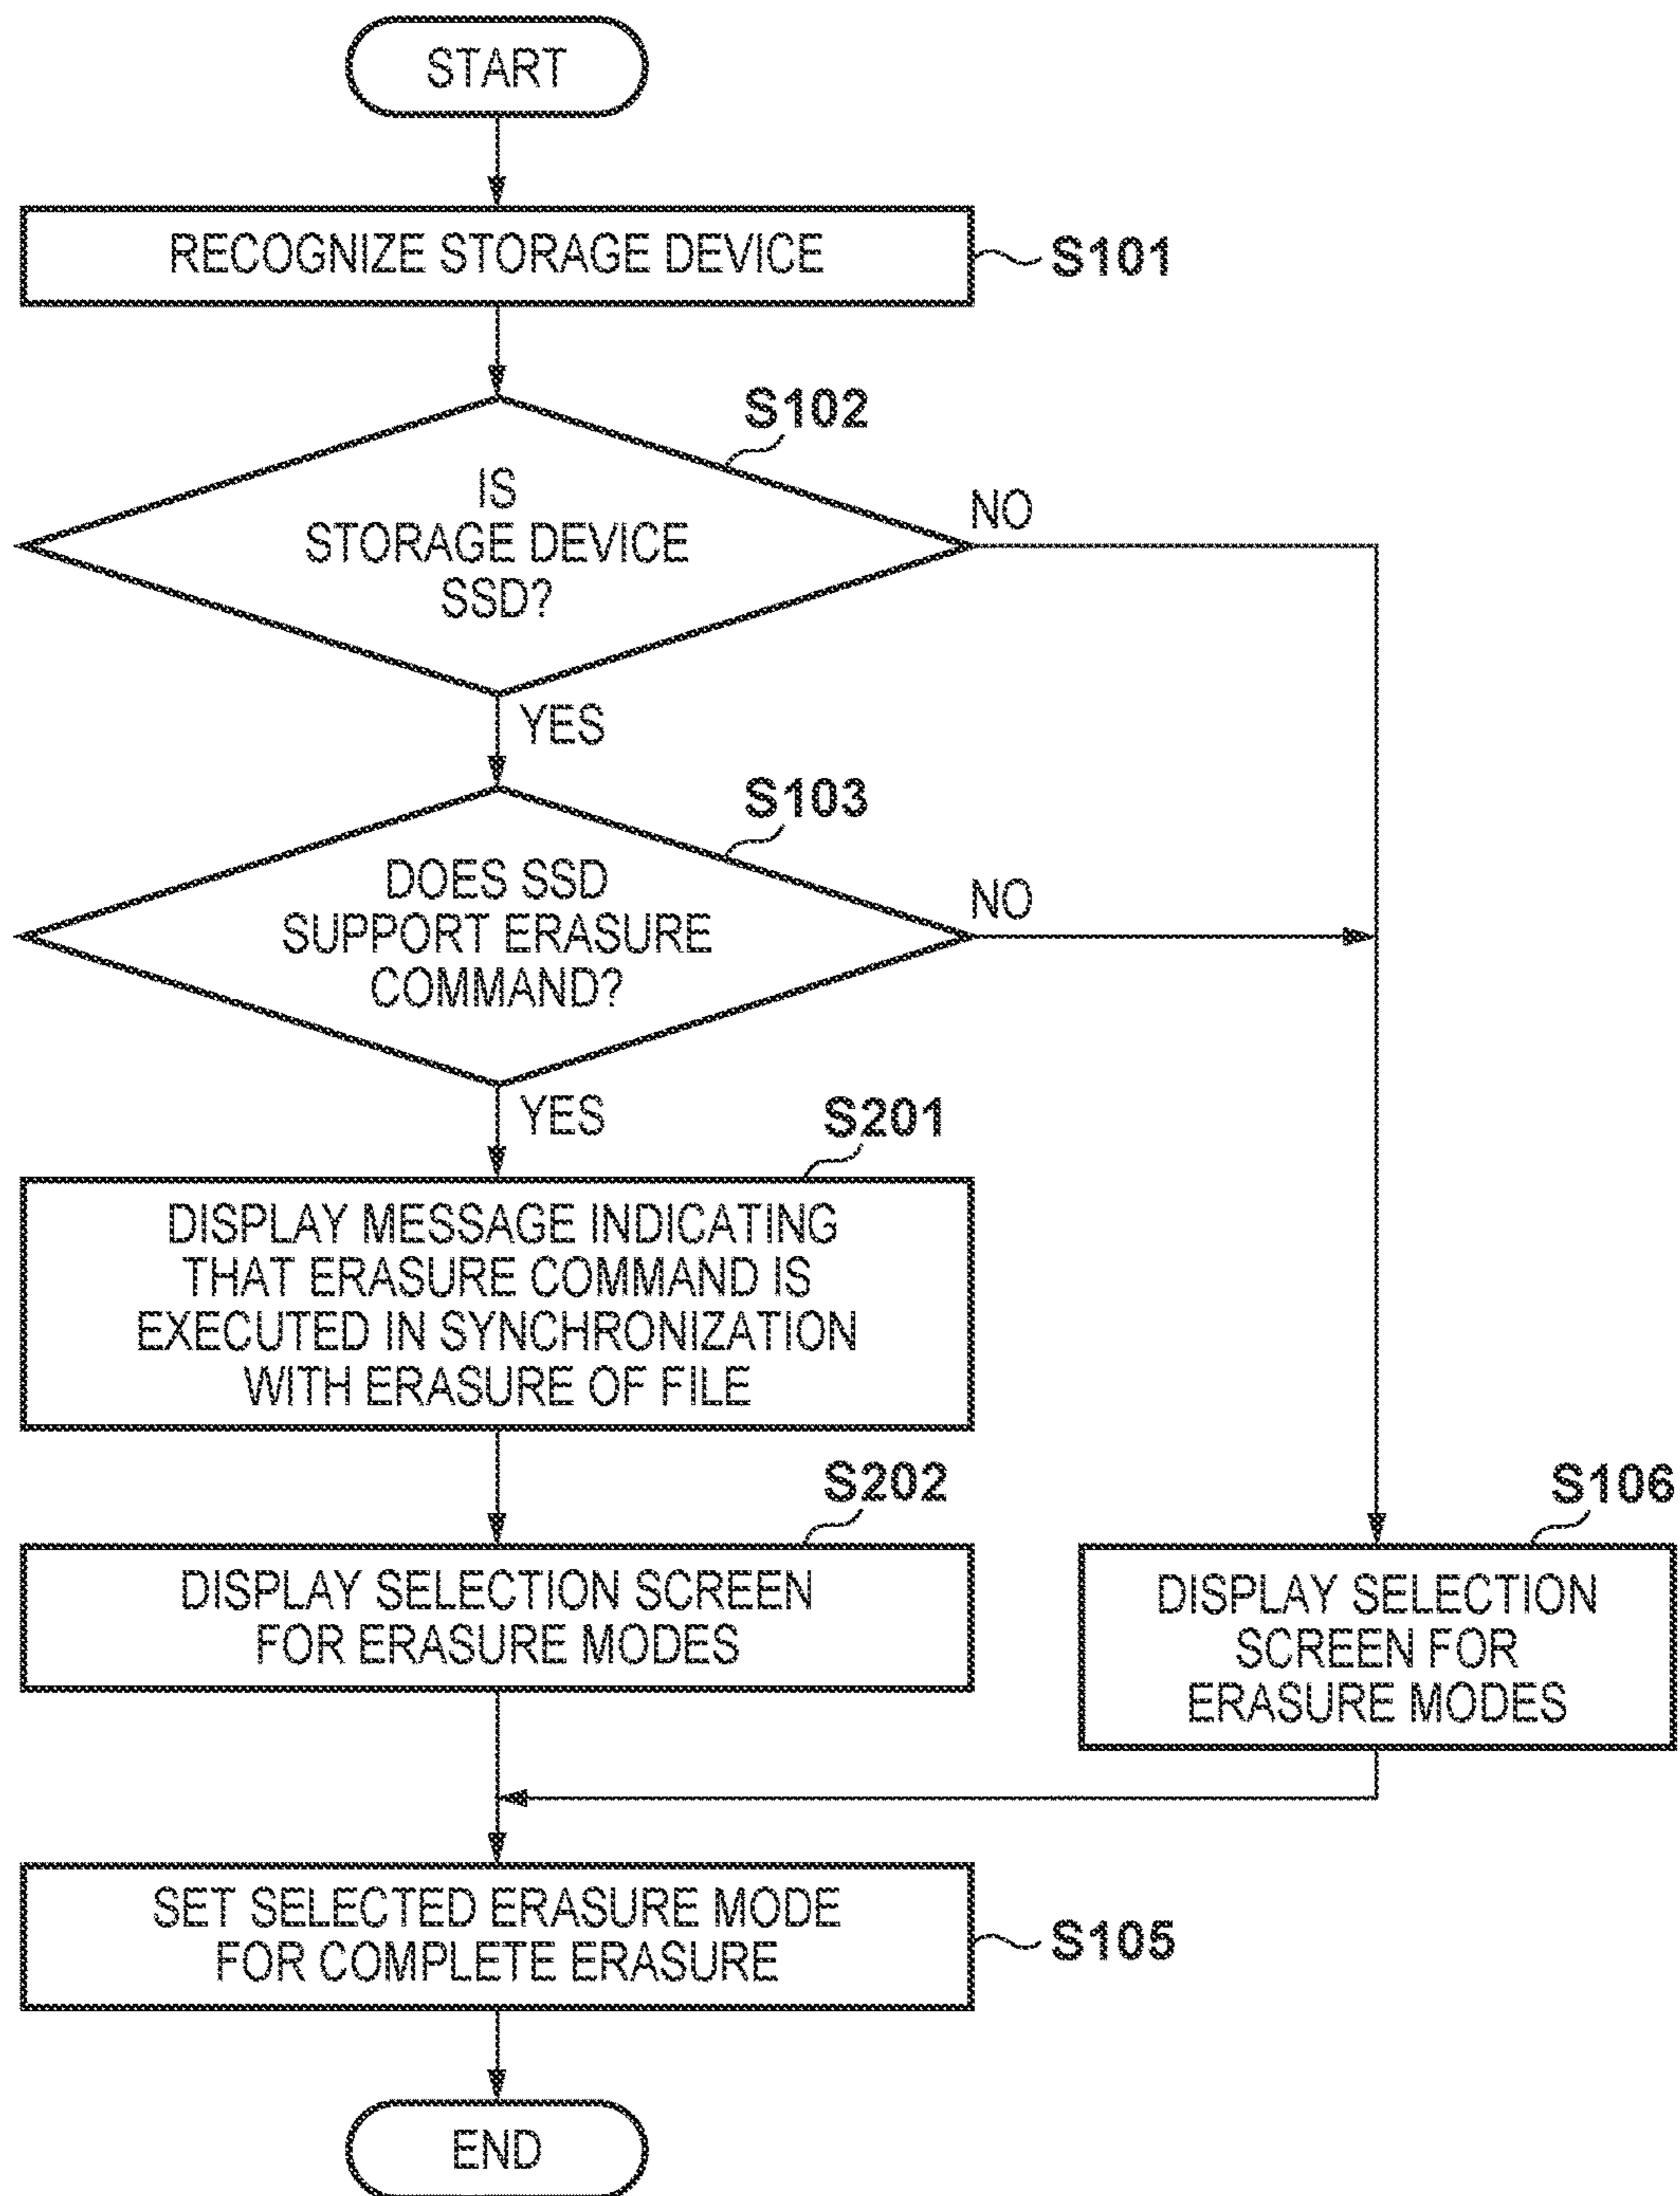 START
RECOGNIZE STORAGE DEVICE
S101
S102
IS
STORAGE DEVICE
SSD?
NO
YES
S103
DOES SSD
SUPPORT ERASURE
COMMAND?
NO
YES
S201
DISPLAY MESSAGE INDICATING
THAT ERASURE COMMAND IS
EXECUTED IN SYNCHRONIZATION
WITH ERASURE OF FILE
S202
DISPLAY SELECTION SCREEN
FOR ERASURE MODES
S106
DISPLAY SELECTION
SCREEN FOR
ERASURE MODES
SET SELECTED ERASURE MODE
FOR COMPLETE ERASURE
S105
END